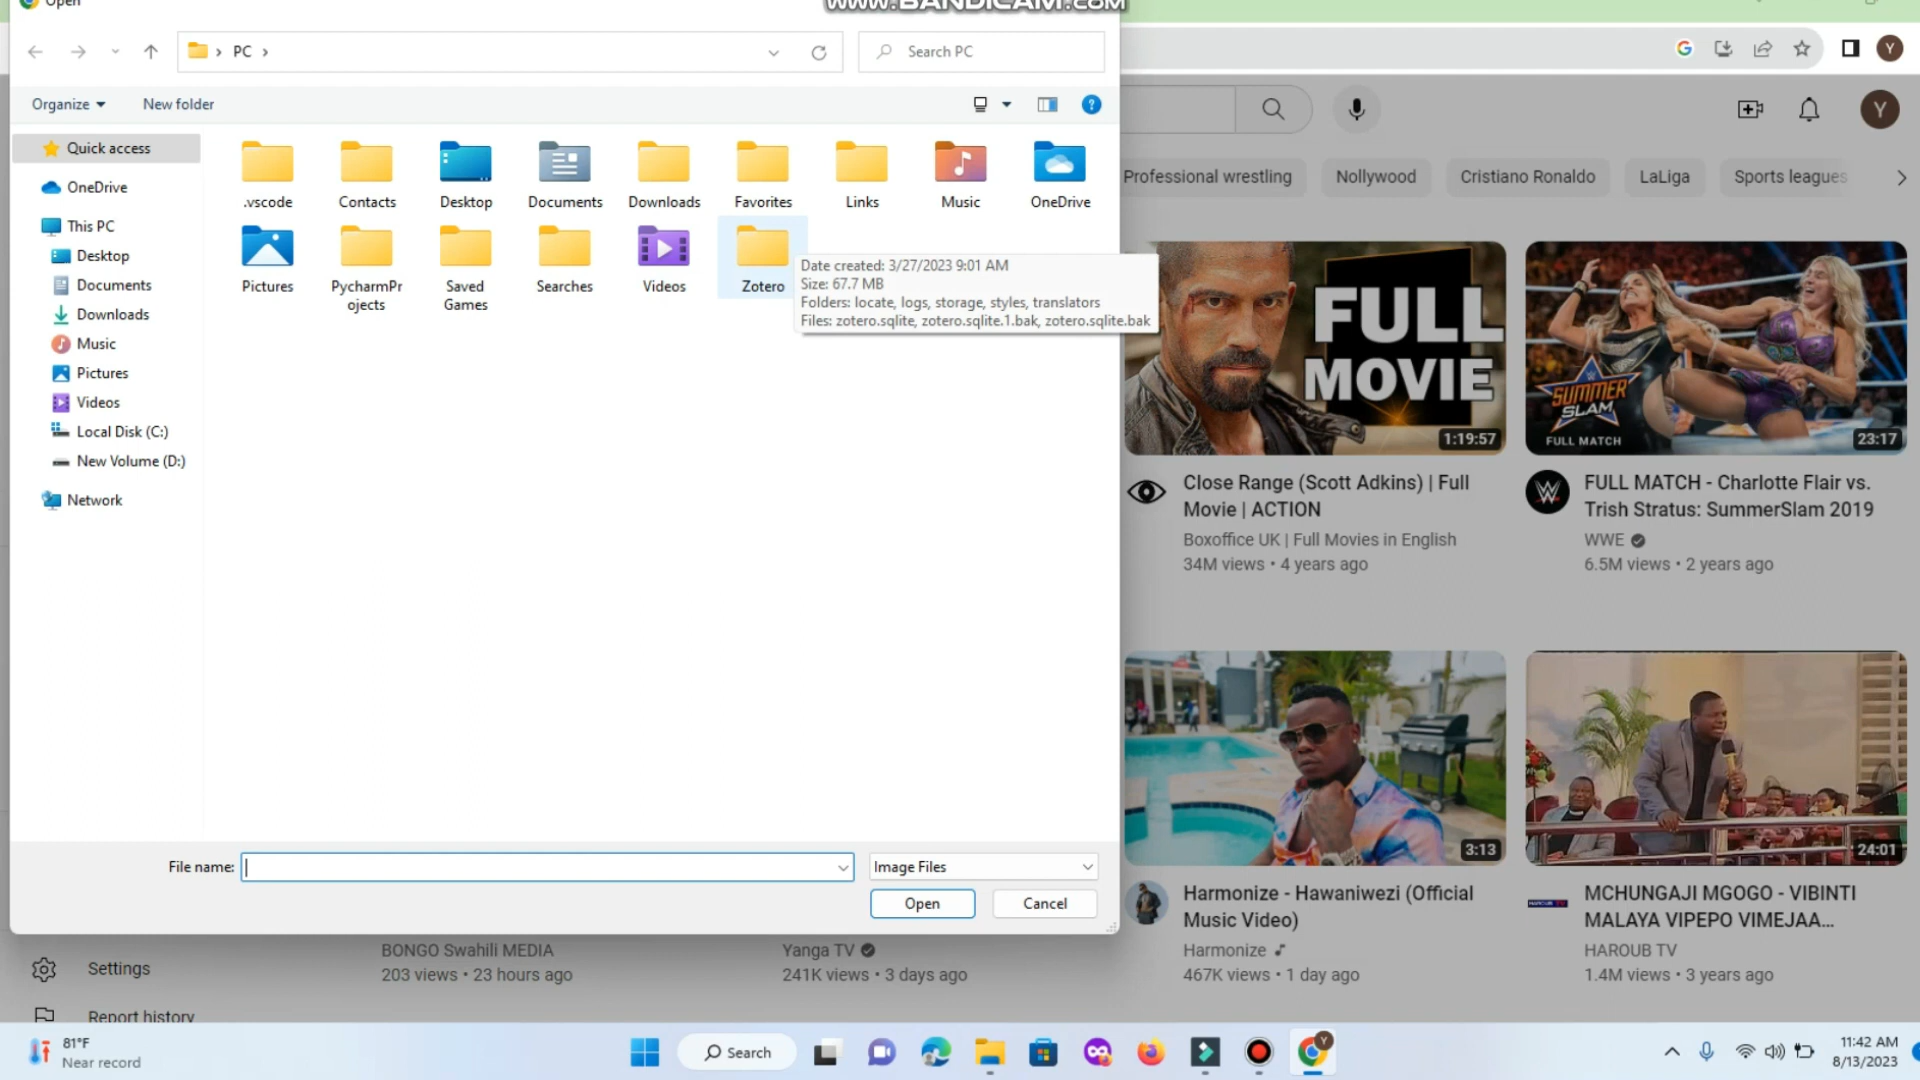 Open
www.BANDICAM.com
PC
Search PC
Organize
New folder
Quick access
OneDrive
This PC
Desktop
Documents
Downloads
Music
Pictures
Videos
Local Disk (C:)
New Volume (D:)
Network
.vscode
Contacts
Desktop
Documents
Downloads
Favorites
Links
Music
OneDrive
Pictures
PycharmPr
ojects
Saved
Games
Searches
Videos
Zotero
Date created: 3/27/2023 9:01 AM
Size: 67.7 MB
Folders: locate, logs, storage, styles, translators
Files: zotero.sqlite, zotero.sqlite.1.bak, zotero.sqlite.bak
File name:
Image Files
Open
Cancel
Y
Y
Professional wrestling
Nollywood
Cristiano Ronaldo
LaLiga
Sports leagues
FULL
MOVIE
1:19:57
SUMMER
SLAM
FULL MATCH
23:17
Close Range (Scott Adkins) | Full
Movie | ACTION
Boxoffice UK | Full Movies in English
34M views • 4 years ago
FULL MATCH - Charlotte Flair vs.
Trish Stratus: SummerSlam 2019
WWE
6.5M views • 2 years ago
3:13
24:01
Harmonize - Hawaniwezi (Official
Music Video)
Harmonize
467K views • 1 day ago
HAROUB TV
MCHUNGAJI MGOGO - VIBINTI
MALAYA VIPEPO VIMEJAA...
HAROUB TV
1.4M views • 3 years ago
BONGO Swahili MEDIA
203 views • 23 hours ago
Yanga TV
241K views • 3 days ago
Settings
Report history
81°F
Near record
Search
Y
11:42 AM
8/13/2023